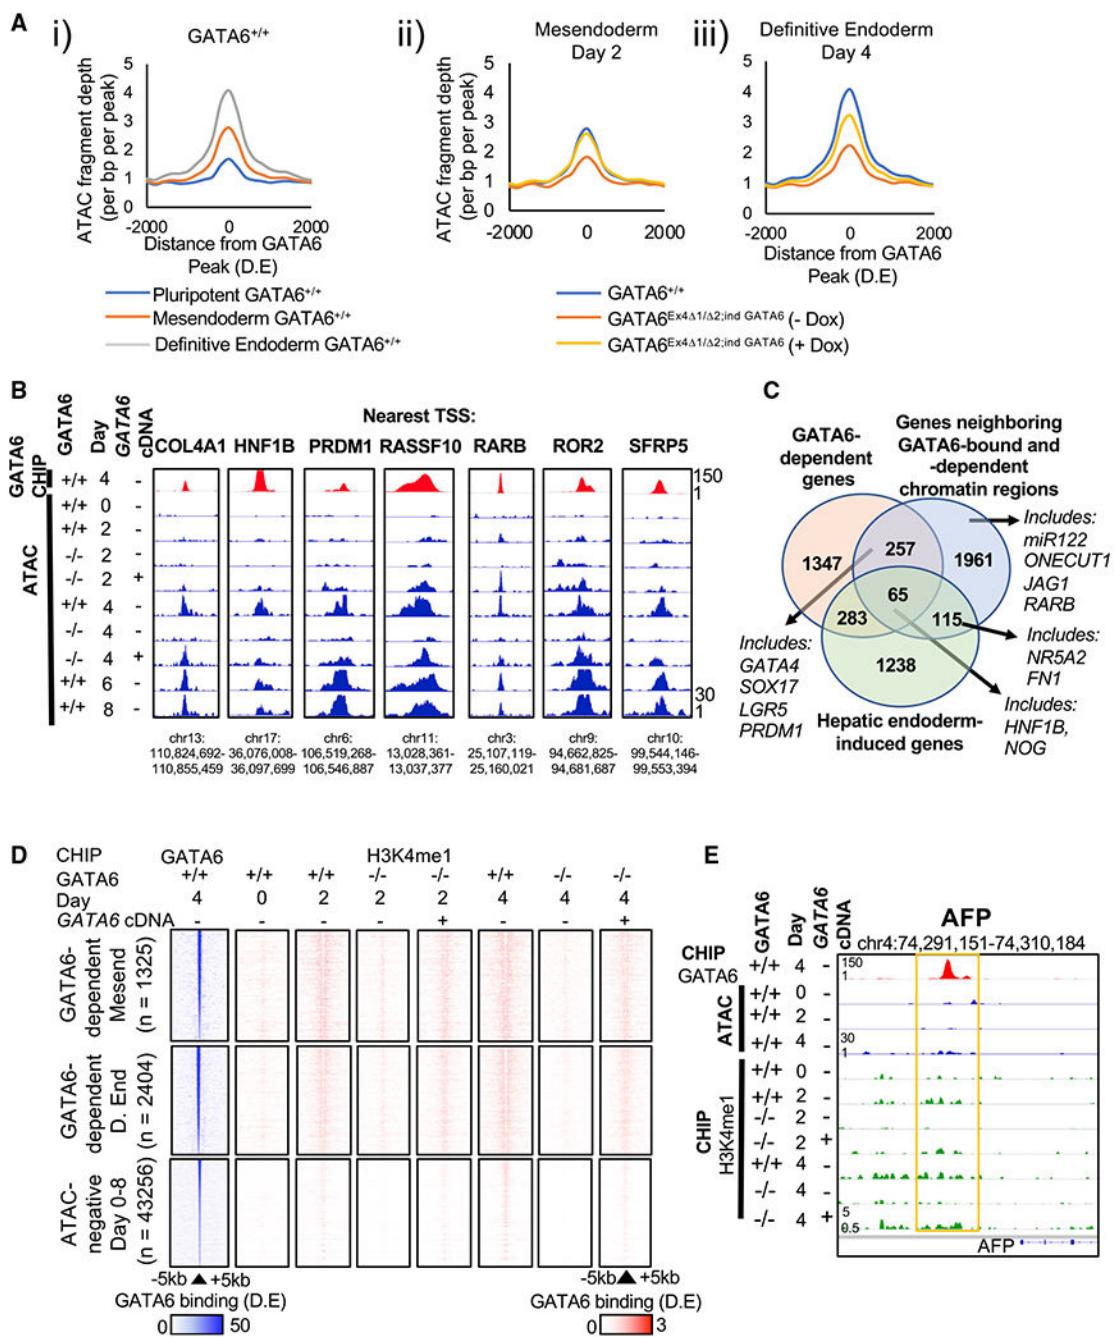 A
i)
GATA6+/+
ATAC fragment depth
(per bp per peak)
5
4
3
2
1
0
-2000 0 2000
Distance from GATA6
Peak (D.E)
Pluripotent GATA6+/+
Mesendoderm GATA6+/+
Definitive Endoderm GATA6+/+
ii)
Mesendoderm
Day 2
ATAC fragment depth
(per bp per peak)
5
4
3
2
1
0
-2000 0 2000
iii)
Definitive Endoderm
Day 4
5
4
3
2
1
0
-2000 0 2000
Distance from GATA6
Peak (D.E)
GATA6+/+
GATA6Ex4Δ1/Δ2;ind GATA6 (- Dox)
GATA6Ex4Δ1/Δ2;ind GATA6 (+ Dox)
B
Nearest TSS:
GATA6 Day GATA6 cDNA
COL4A1 HNF1B PRDM1 RASSF10 RARB ROR2 SFRP5
GATA6 CHIP
+/+ 4 -
150
1
ATAC
+/+ 0 -
+/+ 2 -
-/- 2 -
-/- 2 +
+/+ 4 -
-/- 4 -
-/- 4 +
+/+ 6 -
30
+/+ 8 -
1
chr13: chr17: chr6: chr11: chr3: chr9: chr10:
110,824,692- 36,076,008- 106,519,268- 13,028,361- 25,107,119- 94,662,825- 99,544,146-
110,855,459 36,097,699 106,546,887 13,037,377 25,160,021 94,681,687 99,553,394
C
GATA6-
dependent
genes
Genes neighboring
GATA6-bound and
-dependent
chromatin regions
1347 257 1961
65
283 115
1238
Hepatic endoderm-
induced genes
Includes:
miR122
ONECUT1
JAG1
RARB
Includes:
NR5A2
FN1
Includes:
HNF1B,
NOG
Includes:
GATA4
SOX17
LGR5
PRDM1
D
CHIP GATA6 H3K4me1
GATA6 +/+ +/+ +/+ -/- -/- +/+ -/- -/-
Day 4 0 2 2 2 4 4 4
GATA6 cDNA - - - - + - - +
GATA6-
dependent
Mesend
(n = 1325)
GATA6-
dependent
D. End
(n = 2404)
ATAC-
negative
Day 0-8
(n = 43256)
-5kb +5kb
GATA6 binding (D.E)
0 50
-5kb +5kb
GATA6 binding (D.E)
0 3
E
GATA6 Day GATA6 cDNA
AFP
chr4:74,291,151-74,310,184
CHIP
GATA6
+/+ 4 -
150
1
ATAC
+/+ 0 -
+/+ 2 -
+/+ 4 -
30
1
CHIP
H3K4me1
+/+ 0 -
+/+ 2 -
-/- 2 -
-/- 2 +
+/+ 4 -
-/- 4 -
-/- 4 +
5
0.5
AFP